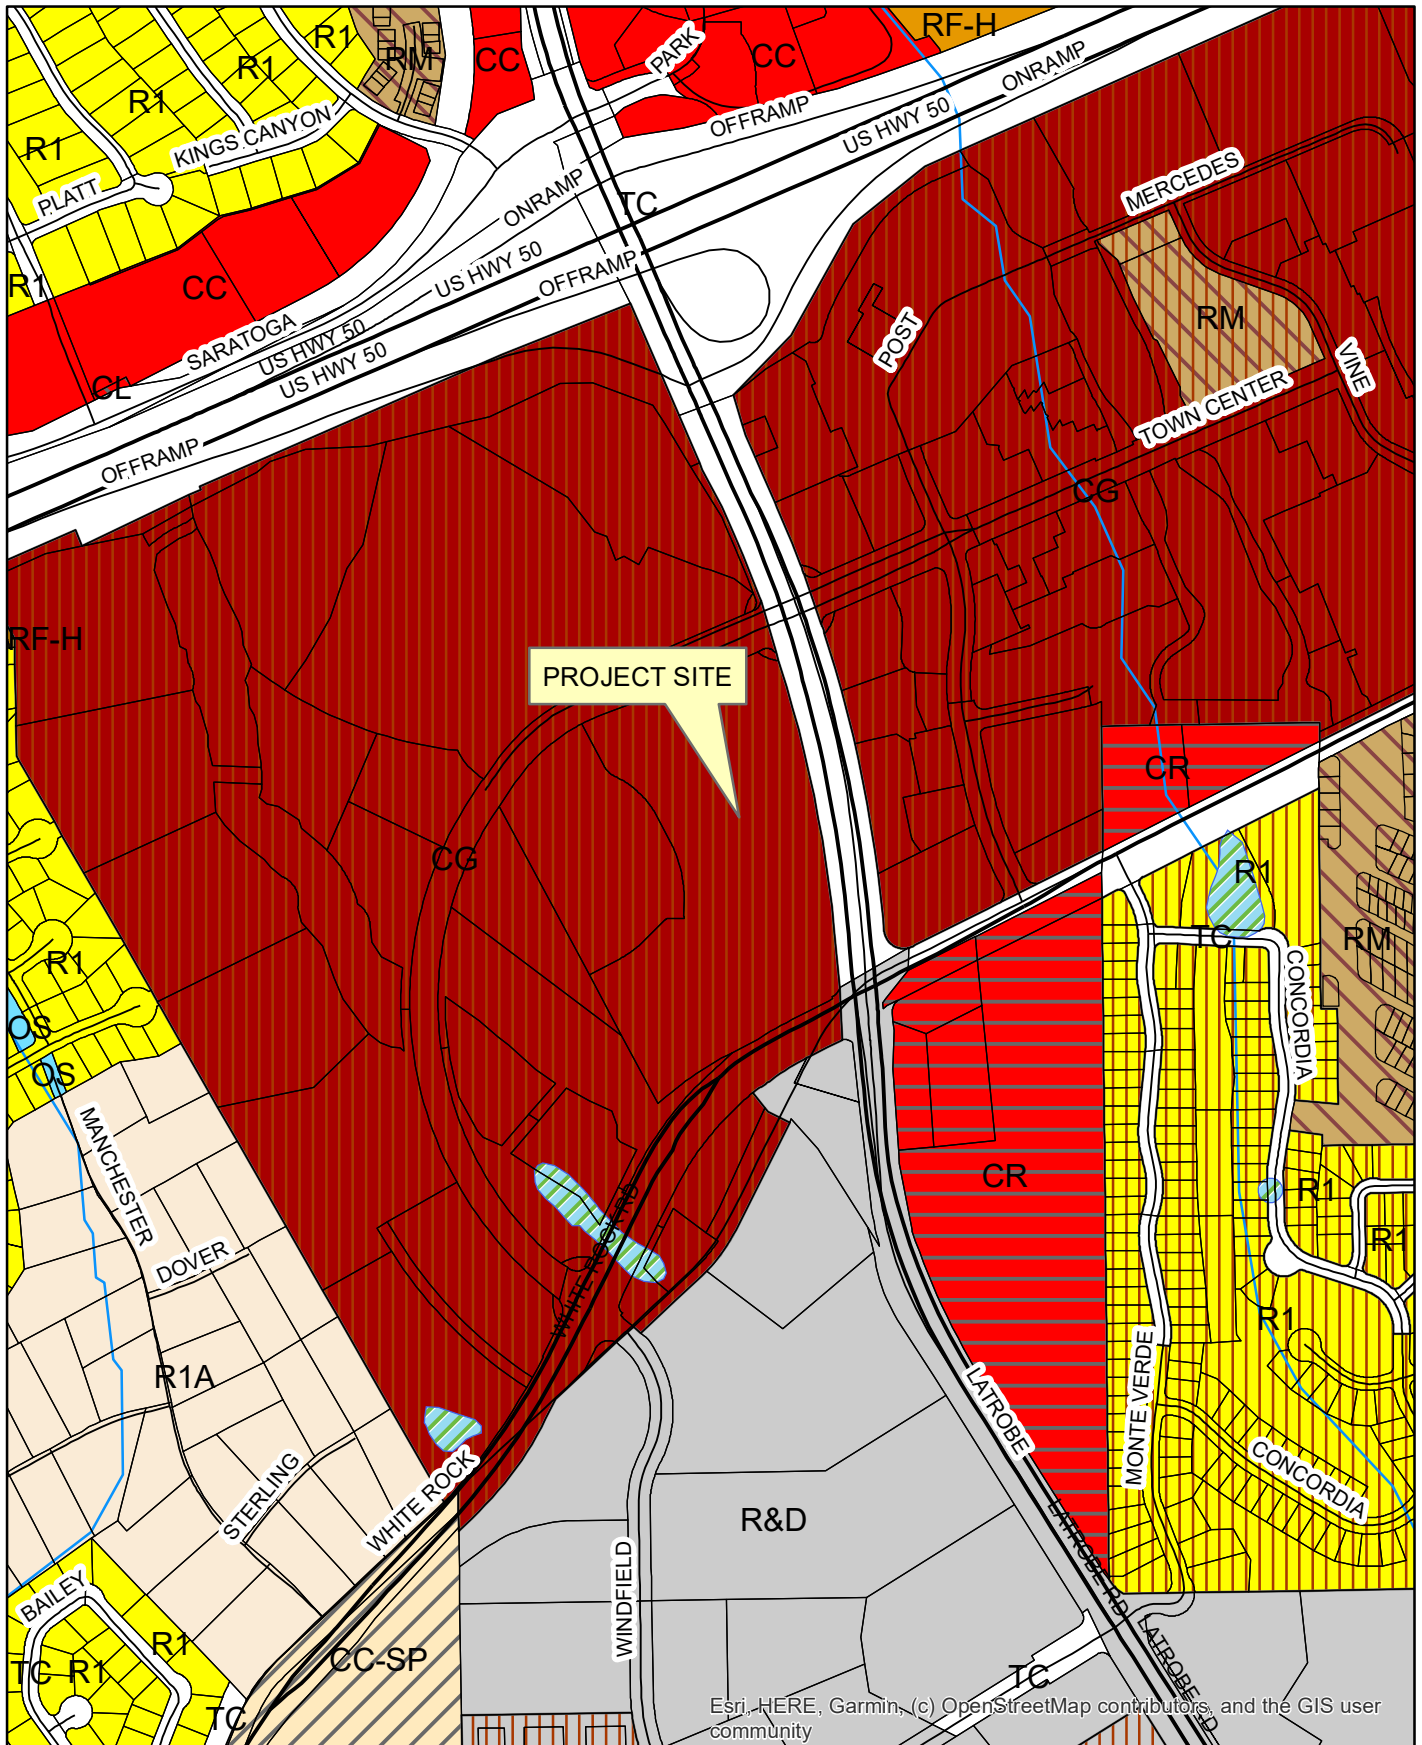 RF-H
R1
RM
CC
PARK
CC
R1
ONRAMP
R1
OFFRAMP
US HWY 50
KINGS CANYON
R1
MERCEDES
PLATT
ONRAMP
TC
US HWY 50
OFFRAMP
R1
CC
RM
SARATOGA
US HWY 50
US HWY 50
POST
VINE
CL
TOWN CENTER
OFFRAMP
CG
RF-H
PROJECT SITE
CR
CG
R1
TC
RM
R1
CONCORDIA
OS
OS
MANCHESTER
CR
R1
WHITE ROCK RD
R1
DOVER
R1
R1A
MONTE VERDE
LATROBE
STERLING
CONCORDIA
WHITE ROCK
R&D
LATROBE RD
BAILEY
WINDFIELD
R1
CC-SP
TC
R1
TC
LATROBE RD
TC
Esri, HERE, Garmin, (c) OpenStreetMap contributors, and the GIS user
community